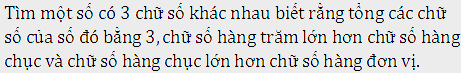 Tìm một số có 3 chữ số khác nhau biết rằng tổng các chữ
số của số đó bằng 3, chữ số hàng trăm lớn hơn chữ số hàng
chục và chữ số hàng chục lớn hơn chữ số hàng đơn vị.